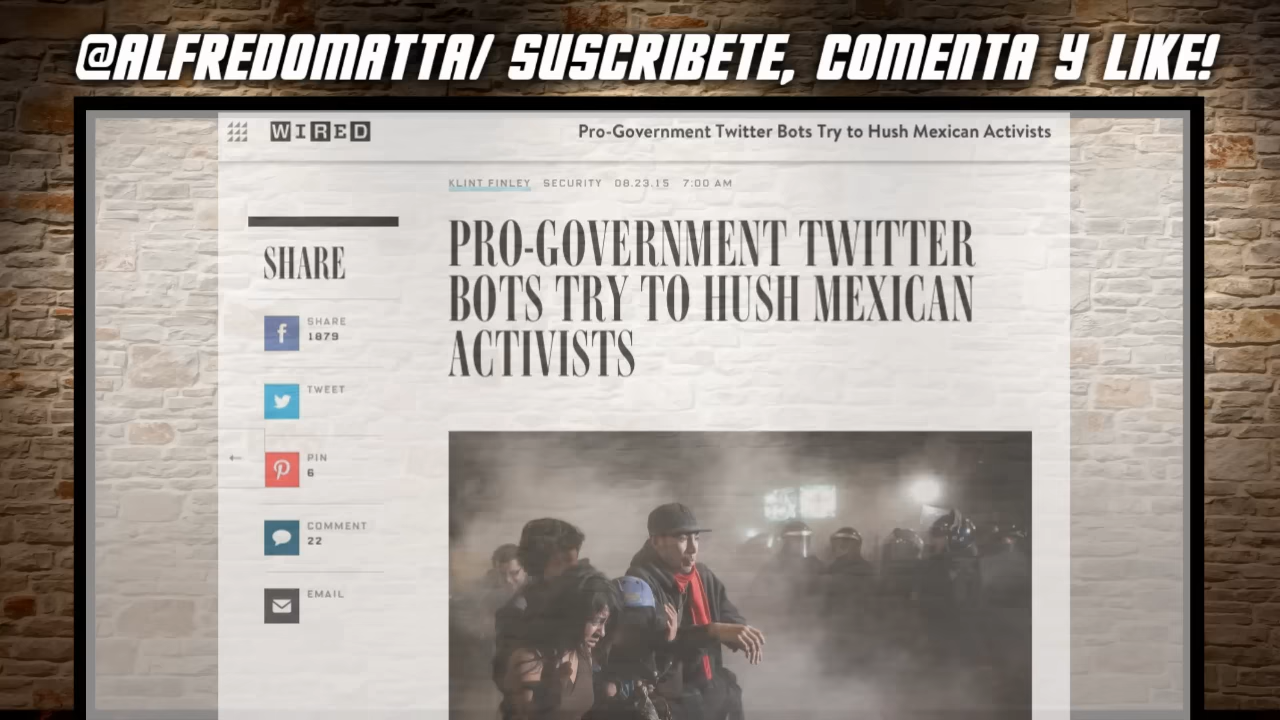 @ALFREDOMATTA/ SUSCRIBETE, COMENTA Y LIKE!
WIRED
Pro-Government Twitter Bots Try to Hush Mexican Activists
KLINT FINLEY SECURITY 08.23.15 7:00 AM
PRO-GOVERNMENT TWITTER
BOTS TRY TO HUSH MEXICAN
ACTIVISTS
SHARE
SHARE
1879
TWEET
PIN
6
COMMENT
22
EMAIL